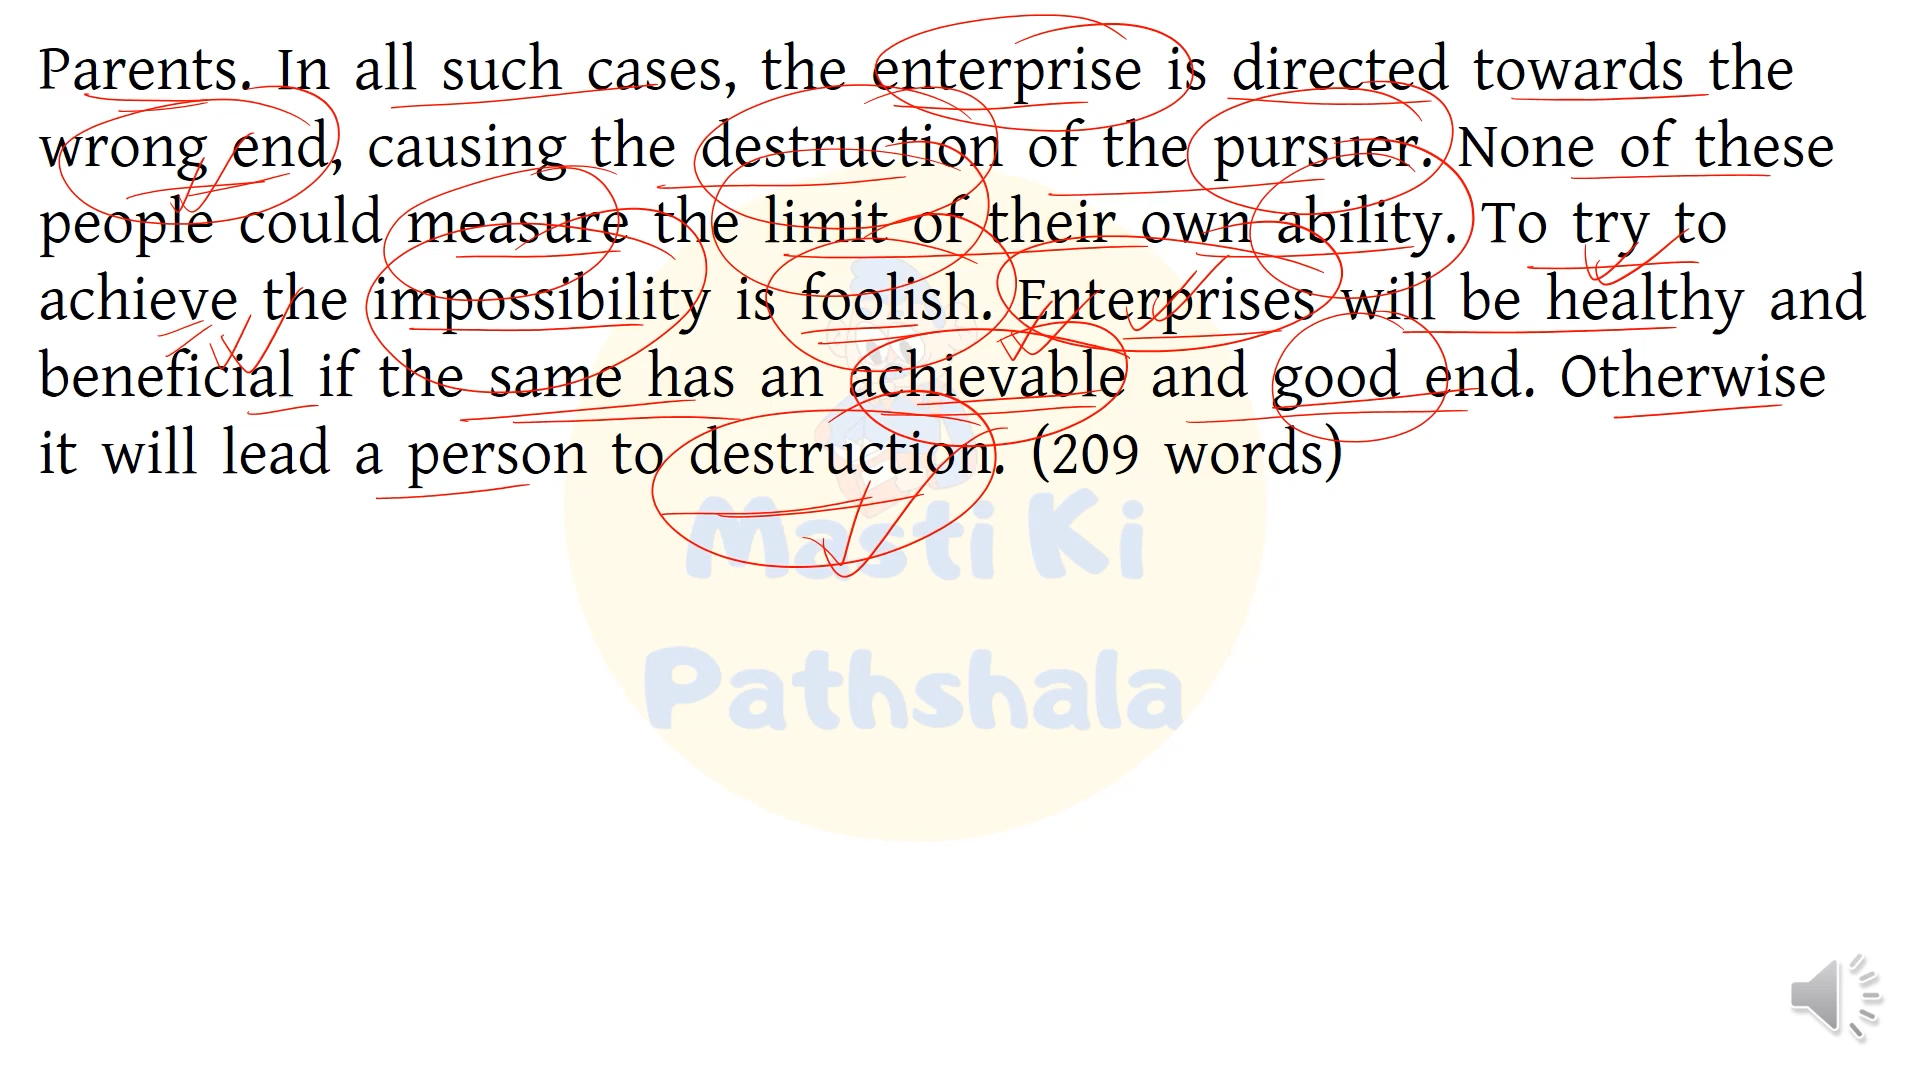 Parents. In all such cases, the enterprise is directed towards the
wrong end, causing the destruction of the pursuer. None of these
people could measure the limit of their own ability. To try to
achieve the impossibility is foolish. Enterprises will be healthy and
beneficial if the same has an achievable and good end. Otherwise
it will lead a person to destruction. (209 words)
Masti Ki
Pathshala